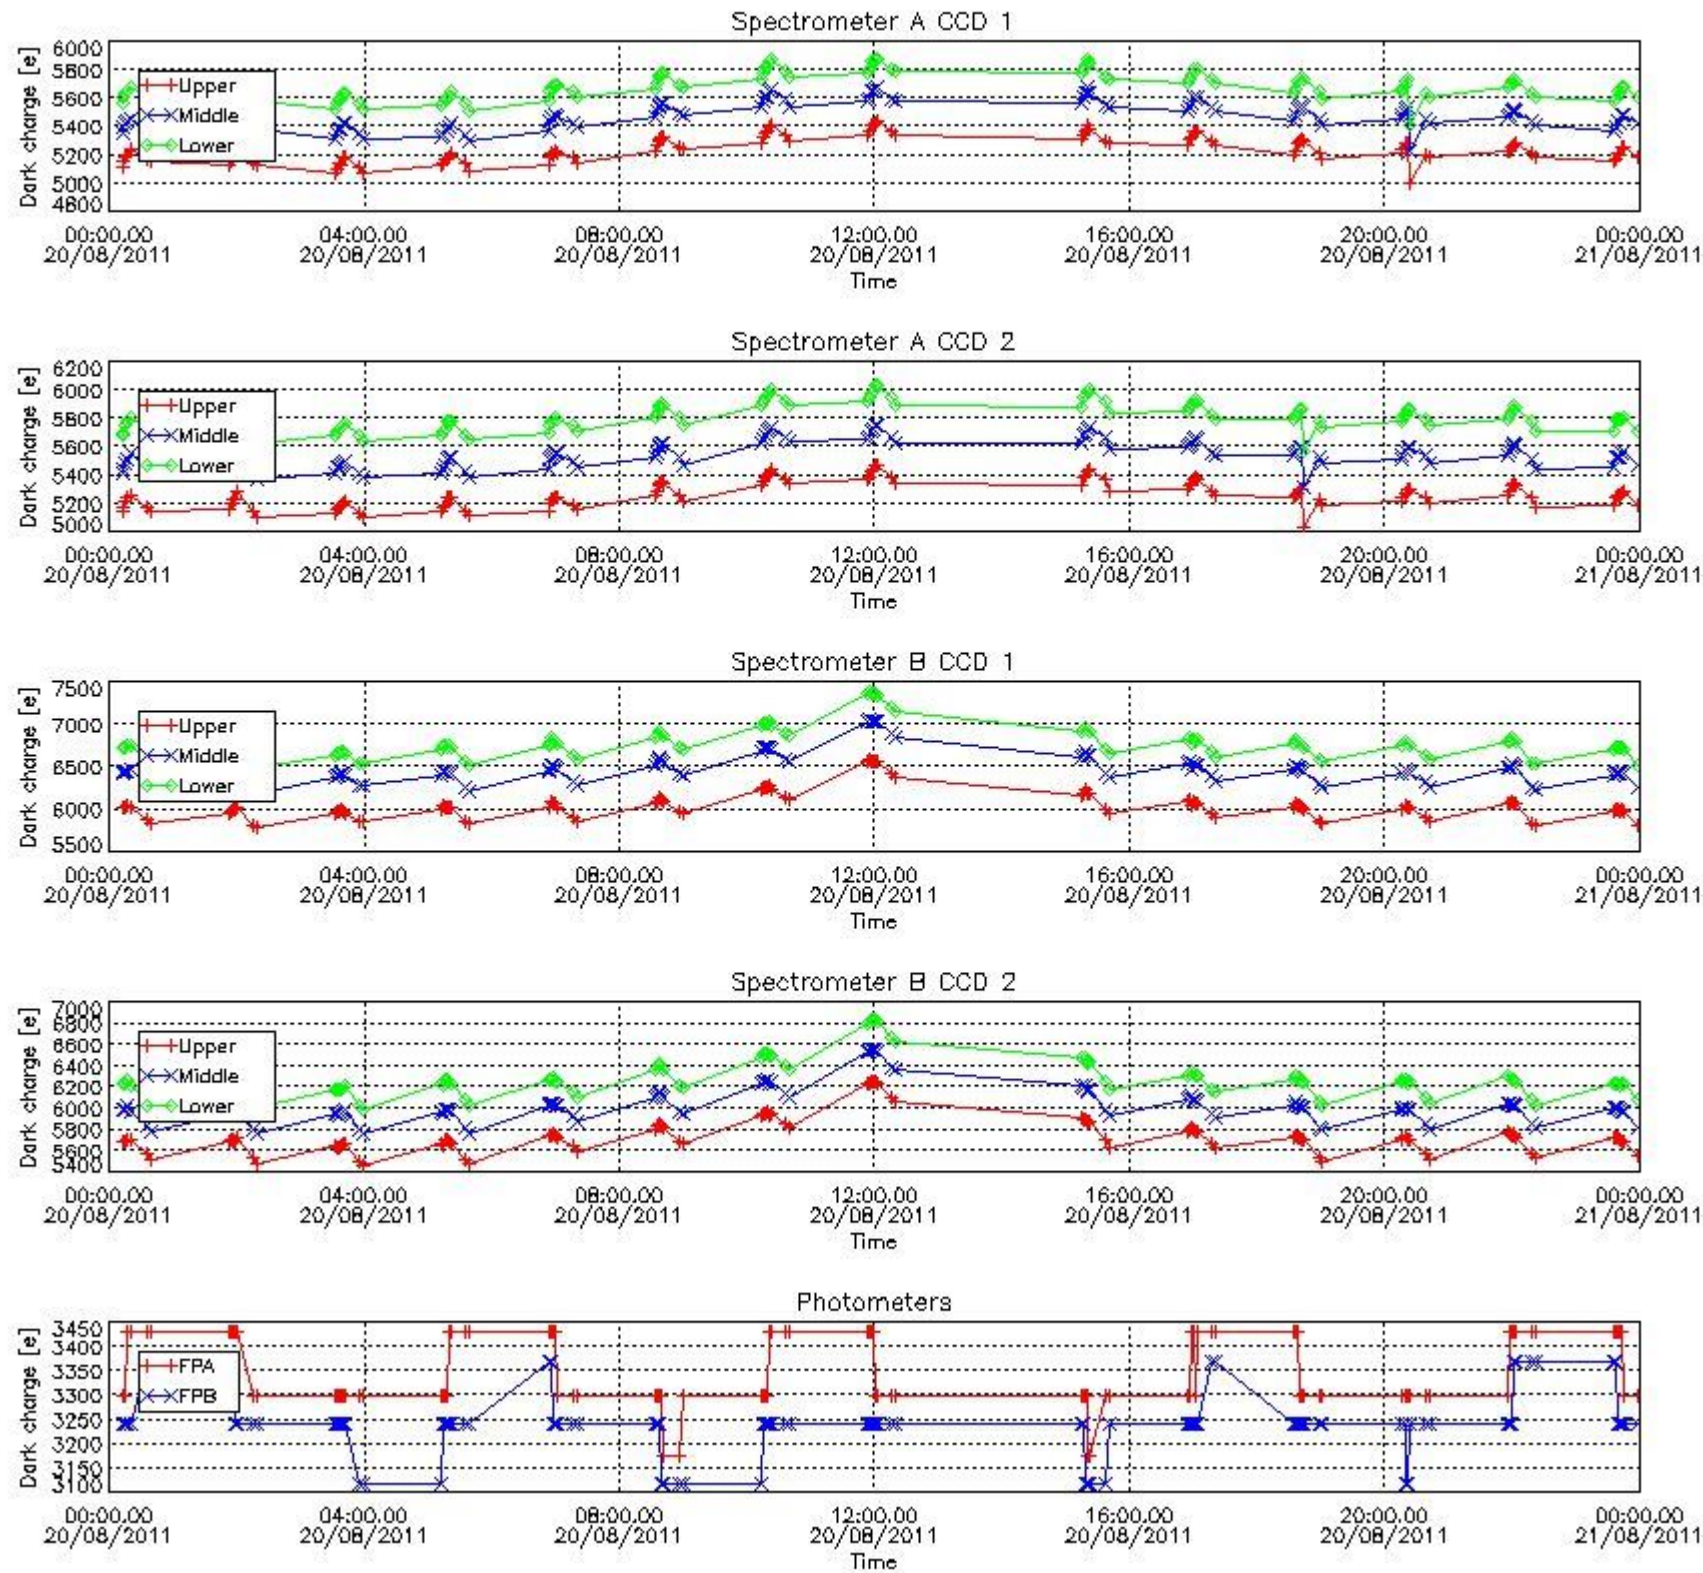 Spectrometer A CCD 1
Dark charge [e]
6000
5800
5600
5400
5200
5000
4800
Upper
Middle
Lower
00:00.00 04:00.00 08:00.00 12:00.00 16:00.00 20:00.00 00:00.00
20/08/2011 20/08/2011 20/08/2011 20/08/2011 20/08/2011 20/08/2011 21/08/2011
Time
Spectrometer A CCD 2
Dark charge [e]
6200
6000
5800
5600
5400
5200
5000
Upper
Middle
Lower
00:00.00 04:00.00 08:00.00 12:00.00 16:00.00 20:00.00 00:00.00
20/08/2011 20/08/2011 20/08/2011 20/08/2011 20/08/2011 20/08/2011 21/08/2011
Time
Spectrometer B CCD 1
Dark charge [e]
7500
7000
6500
6000
5500
Upper
Middle
Lower
00:00.00 04:00.00 08:00.00 12:00.00 16:00.00 20:00.00 00:00.00
20/08/2011 20/08/2011 20/08/2011 20/08/2011 20/08/2011 20/08/2011 21/08/2011
Time
Spectrometer B CCD 2
Dark charge [e]
7000
6800
6600
6400
6200
6000
5800
5600
5400
Upper
Middle
Lower
00:00.00 04:00.00 08:00.00 12:00.00 16:00.00 20:00.00 00:00.00
20/08/2011 20/08/2011 20/08/2011 20/08/2011 20/08/2011 20/08/2011 21/08/2011
Time
Photometers
Dark charge [e]
3450
3400
3350
3300
3250
3200
3150
3100
FPA
FPB
00:00.00 04:00.00 08:00.00 12:00.00 16:00.00 20:00.00 00:00.00
20/08/2011 20/08/2011 20/08/2011 20/08/2011 20/08/2011 20/08/2011 21/08/2011
Time